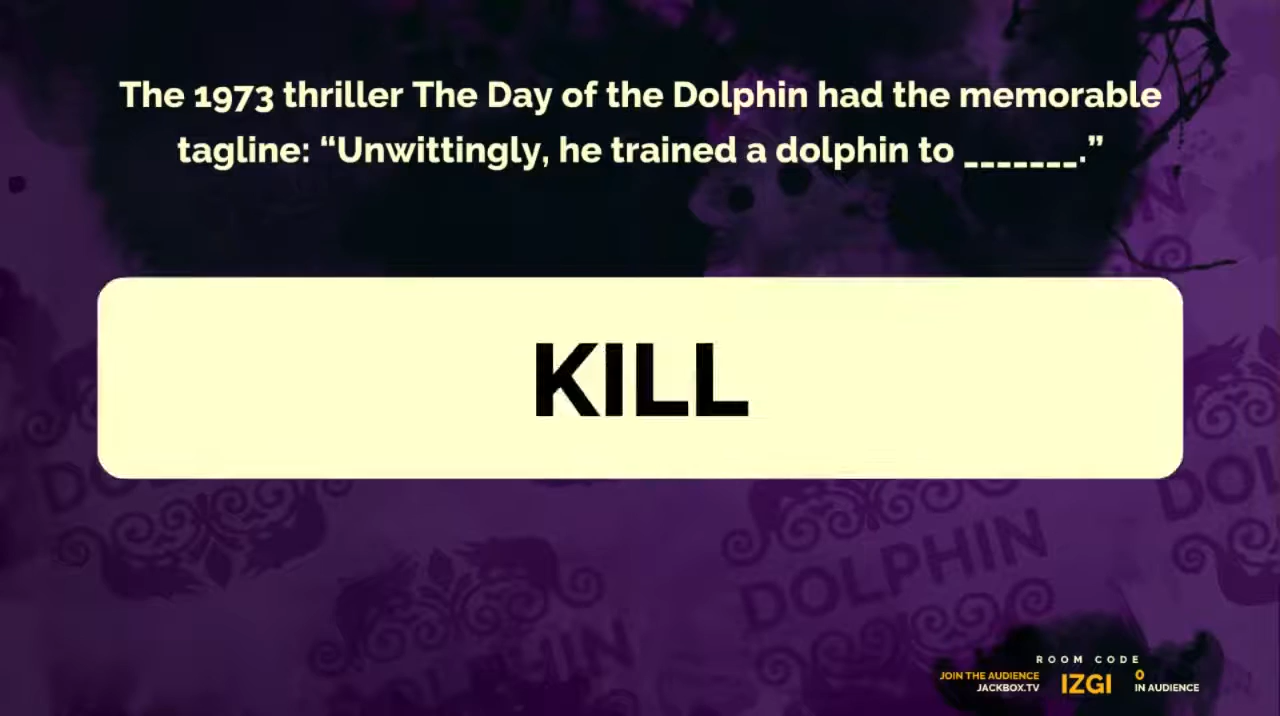 The 1973 thriller The Day of the Dolphin had the memorable
tagline: “Unwittingly, he trained a dolphin to _______.”
KILL
DOLPHIN
ROOM CODE
JOIN THE AUDIENCE
JACKBOX.TV
IZGI
0
IN AUDIENCE